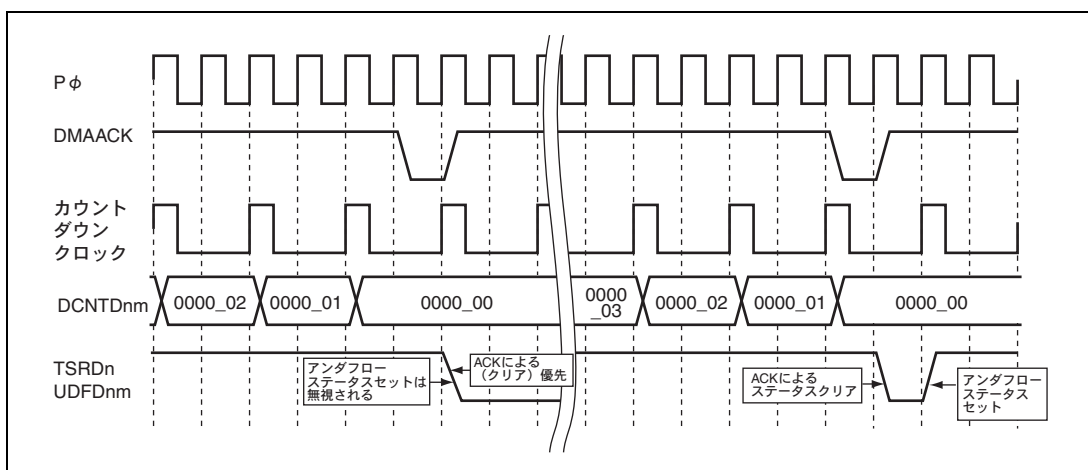 Pφ
DMAACK
カウント
ダウン
クロック
DCNTDnm
0000_02
0000_01
0000_00
0000
_03
0000_02
0000_01
0000_00
TSRDn
UDFDnm
アンダフロー
ステータスセットは
無視される
ACKによる
（クリア）優先
ACKによる
ステータスクリア
アンダフロー
ステータス
セット